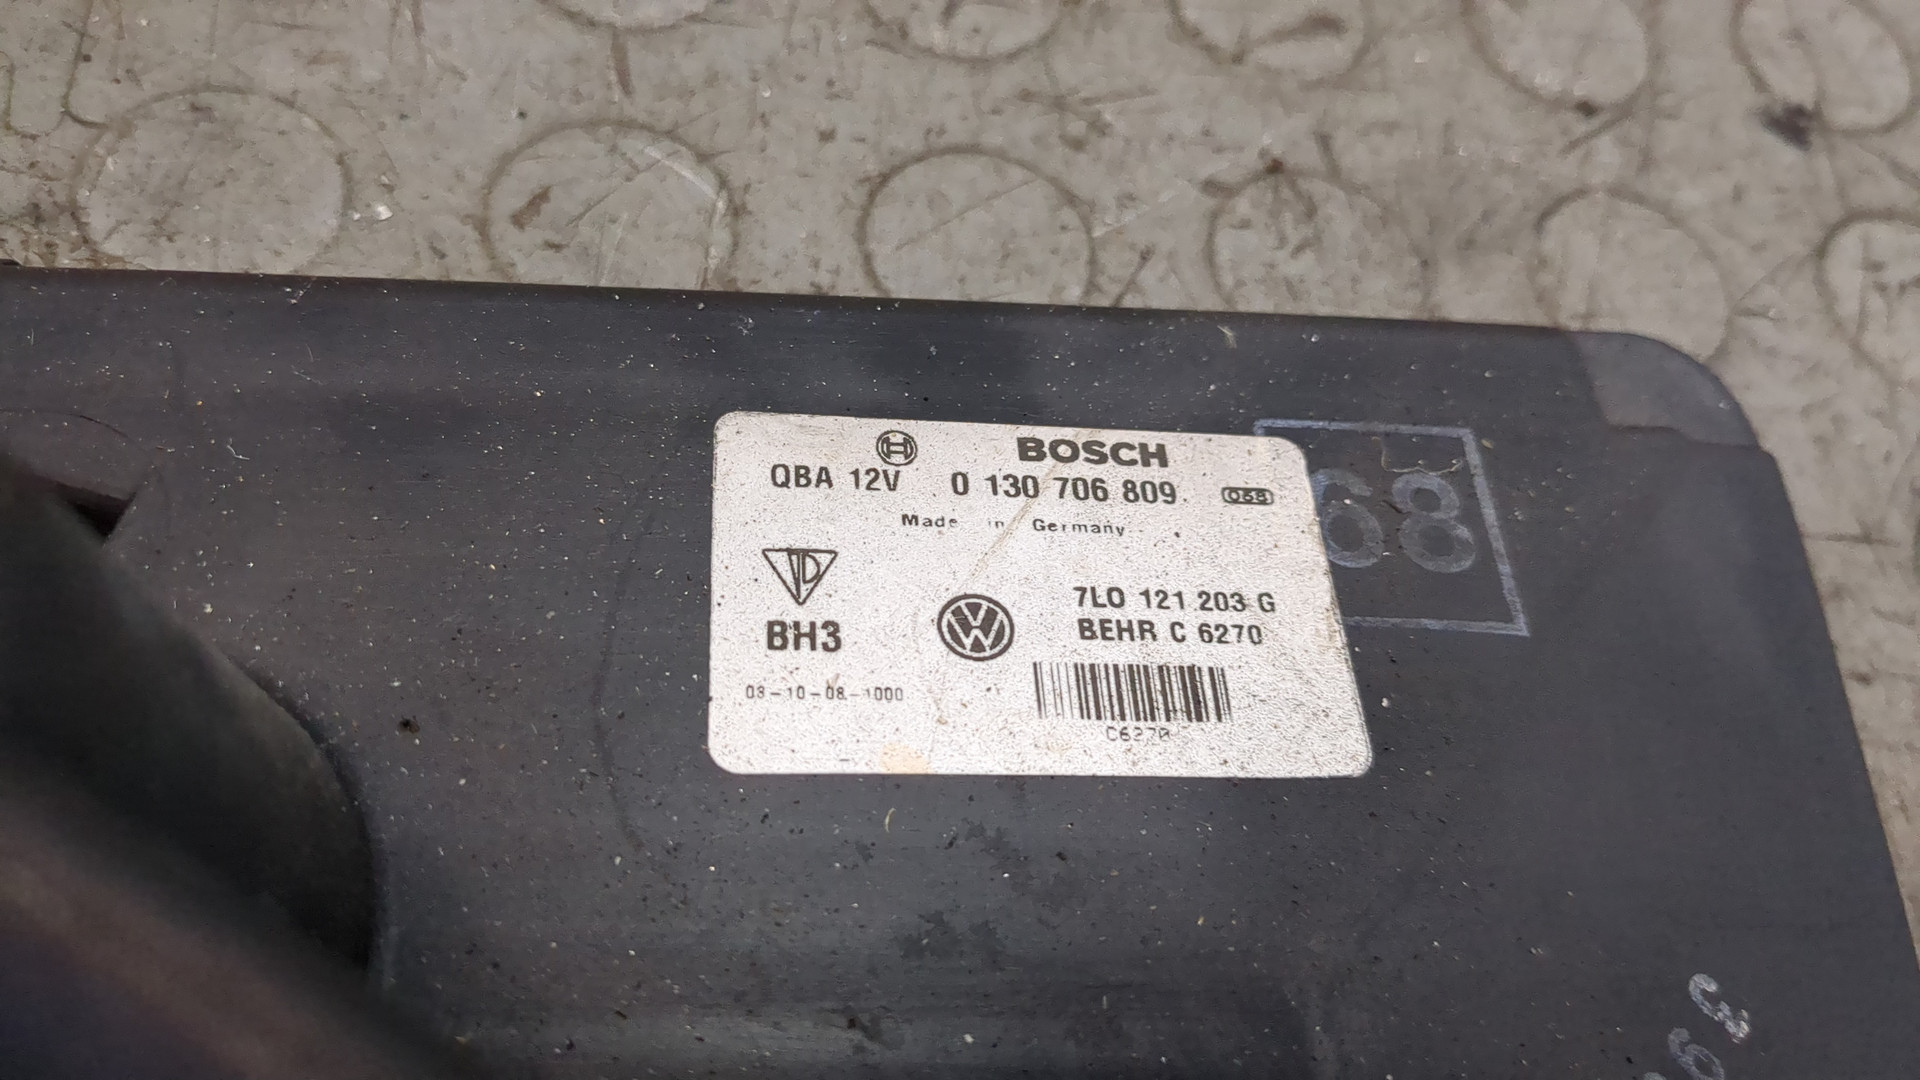 BOSCH
QBA 12V 0 130 706 809 
Made in Germany
7L0 121 203 G
BH3
BEHR C 6270
08-10-08-1000
C6270
68